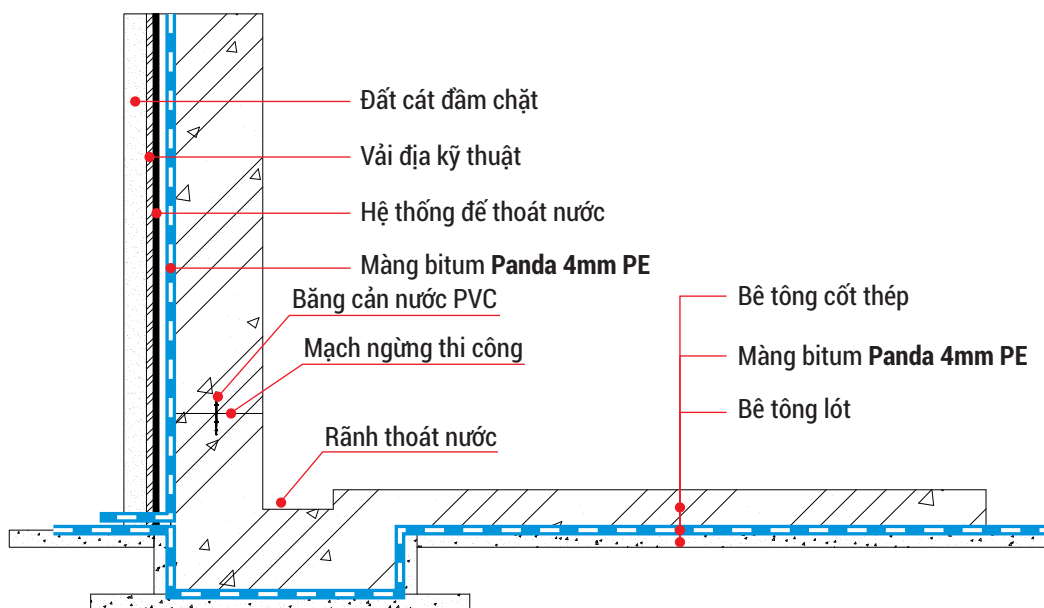 Đất cát đầm chặt
Vải địa kỹ thuật
Hệ thống đế thoát nước
Màng bitum Panda 4mm PE
Băng cản nước PVC
Mạch ngừng thi công
Rãnh thoát nước
Bê tông cốt thép
Màng bitum Panda 4mm PE
Bê tông lót